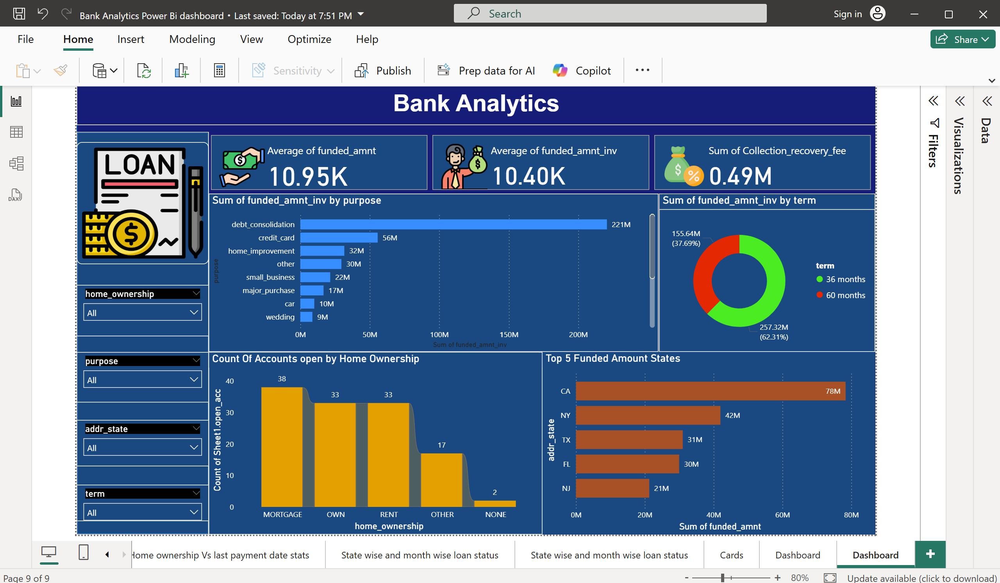 Bank Analytics Power Bi dashboard • Last saved: Today at 7:51 PM
Search
Sign in
File
Home
Insert
Modeling
View
Optimize
Help
Share
Sensitivity
Publish
Prep data for AI
Copilot
Bank Analytics
LOAN
$
Average of funded_amnt
10.95K
$
Average of funded_amnt_inv
10.40K
$
%
Sum of Collection_recovery_fee
0.49M
$
home_ownership
All
purpose
All
addr_state
All
term
All
Sum of funded_amnt_inv by purpose
purpose
debt_consolidation
221M
credit_card
56M
home_improvement
32M
other
30M
small_business
22M
major_purchase
17M
car
10M
wedding
9M
0M
50M
100M
150M
200M
Sum of funded_amnt_inv
Sum of funded_amnt_inv by term
155.64M
(37.69%)
257.32M
(62.31%)
term
36 months
60 months
Count Of Accounts open by Home Ownership
Count of Sheet1.open_acc
40
30
20
10
0
38
33
33
17
2
MORTGAGE
OWN
RENT
OTHER
NONE
home_ownership
Top 5 Funded Amount States
addr_state
CA
78M
NY
42M
TX
31M
FL
30M
NJ
21M
0M
20M
40M
60M
80M
Sum of funded_amnt
Filters
Visualizations
Data
DAX
Home ownership Vs last payment date stats
State wise and month wise loan status
State wise and month wise loan status
Cards
Dashboard
Dashboard
+
Page 9 of 9
-
+
80%
Update available (click to download)